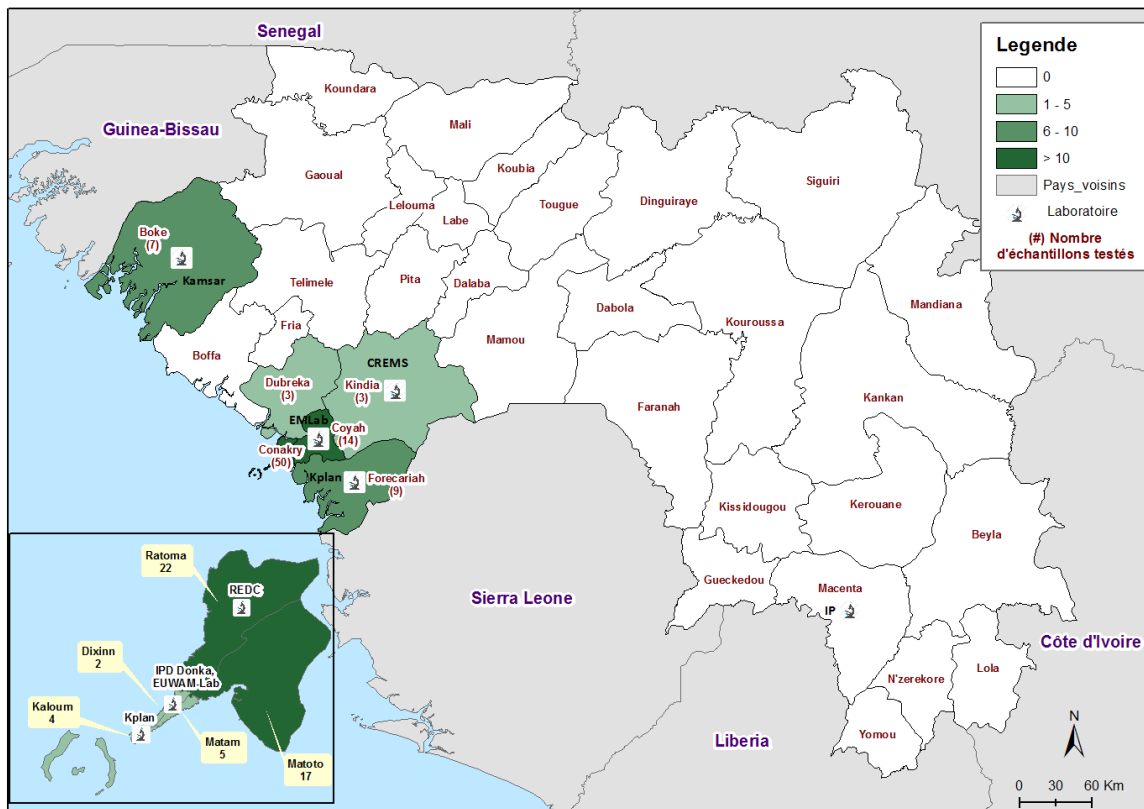 Senegal
Guinea-Bissau
Koundara
Mali
Gaoual
Koubia
Lelouma
Labe
Tougue
Dinguiraye
Siguiri
Boke
(7)
Kamsar
Telimele
Pita
Dalaba
Dabola
Kouroussa
Mandiana
Fria
Boffa
Mamou
CREMS
Dubreka
(3)
Kindia
(3)
Faranah
Kankan
EMLab
Coyah
(14)
Conakry
(50)
Kplan
Forecariah
(9)
Kissidougou
Kerouane
Beyla
Gueckedou
Macenta
IP
Sierra Leone
Côte d'Ivoire
N'zerekore
Lola
Yomou
Liberia
Legende
0
1 - 5
6 - 10
> 10
Pays_voisins
Laboratoire
(#) Nombre
d'échantillons testés
Ratoma
22
REDC
Dixinn
2
IPD Donka,
EUWAM-Lab
Kaloum
4
Kplan
Matam
5
Matoto
17
N
0 30 60 Km